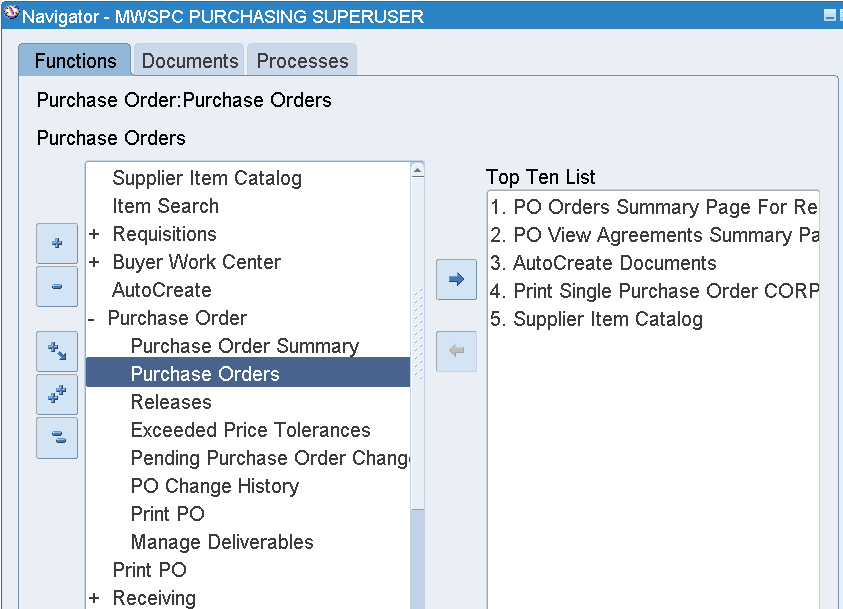 Navigator - MWSPC PURCHASING SUPERUSER
Functions Documents Processes
Purchase Order:Purchase Orders
Purchase Orders
Supplier Item Catalog
Item Search
+ Requisitions
+ Buyer Work Center
AutoCreate
- Purchase Order
Purchase Order Summary
Purchase Orders
Releases
Exceeded Price Tolerances
Pending Purchase Order Chang
PO Change History
Print PO
Manage Deliverables
Print PO
+ Receiving
Top Ten List
1. PO Orders Summary Page For Re
2. PO View Agreements Summary Pa
3. AutoCreate Documents
4. Print Single Purchase Order CORP
5. Supplier Item Catalog